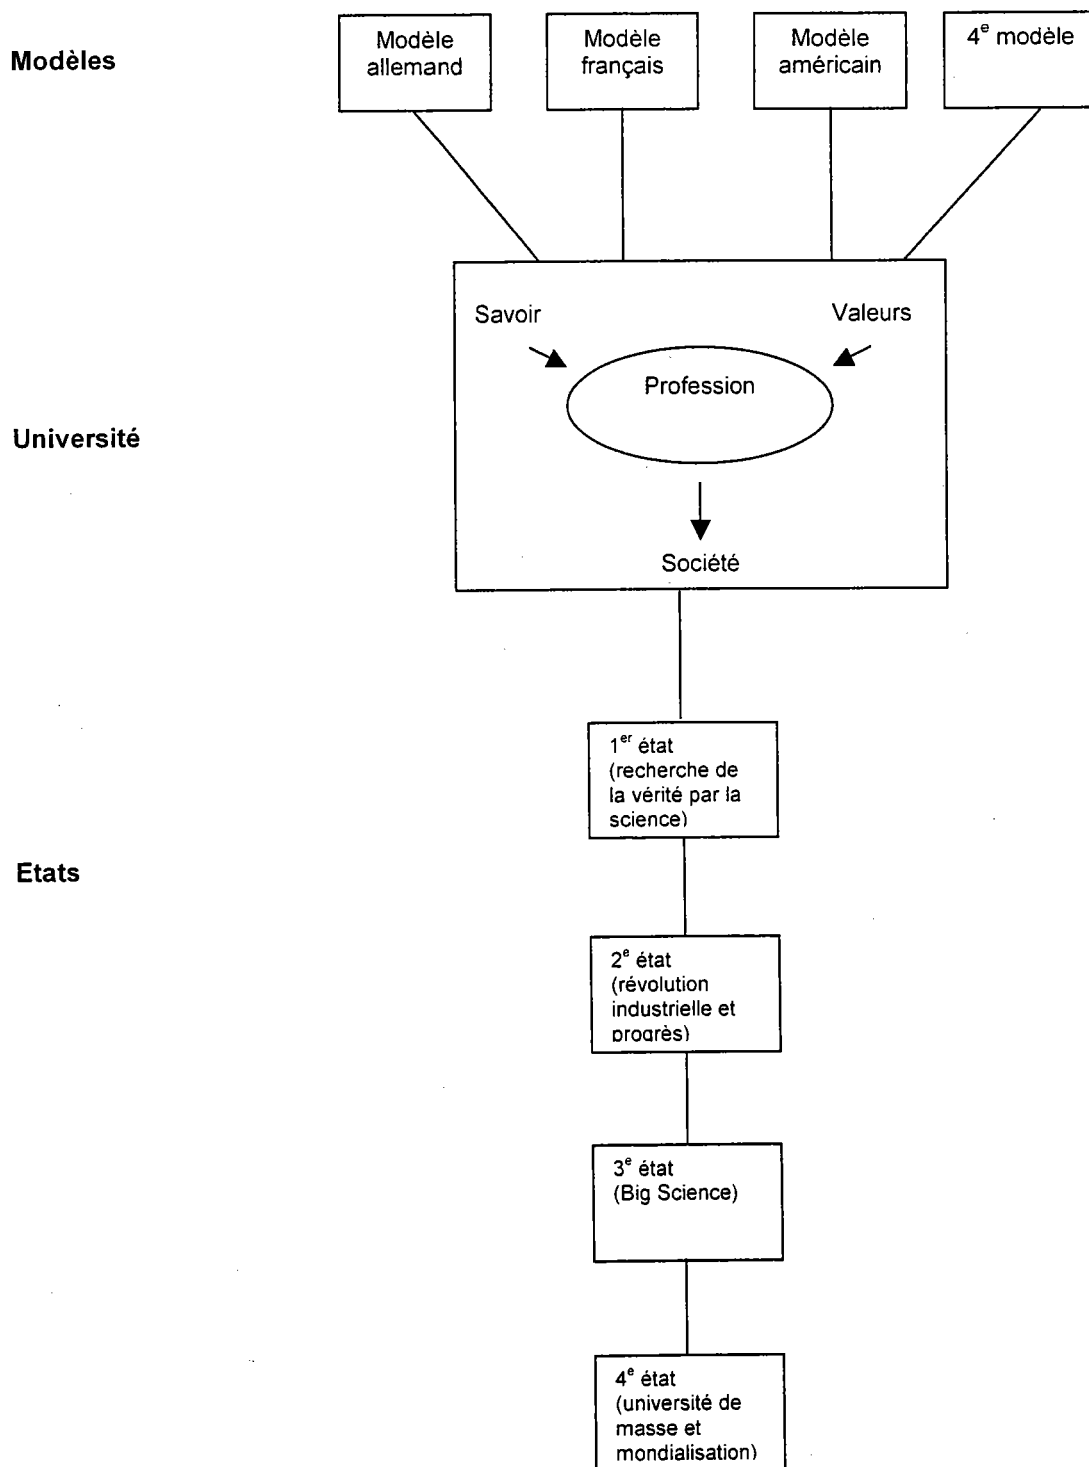 Modèles
Modèle
allemand
Modèle
français
Modèle
américain
4e modèle
Université
Savoir
Valeurs
Profession
Société
Etats
1er état
(recherche de
la vérité par la
science)
2e état
(révolution
industrielle et
progrès)
3e état
(Big Science)
4e état
(université de
masse et
mondialisation)